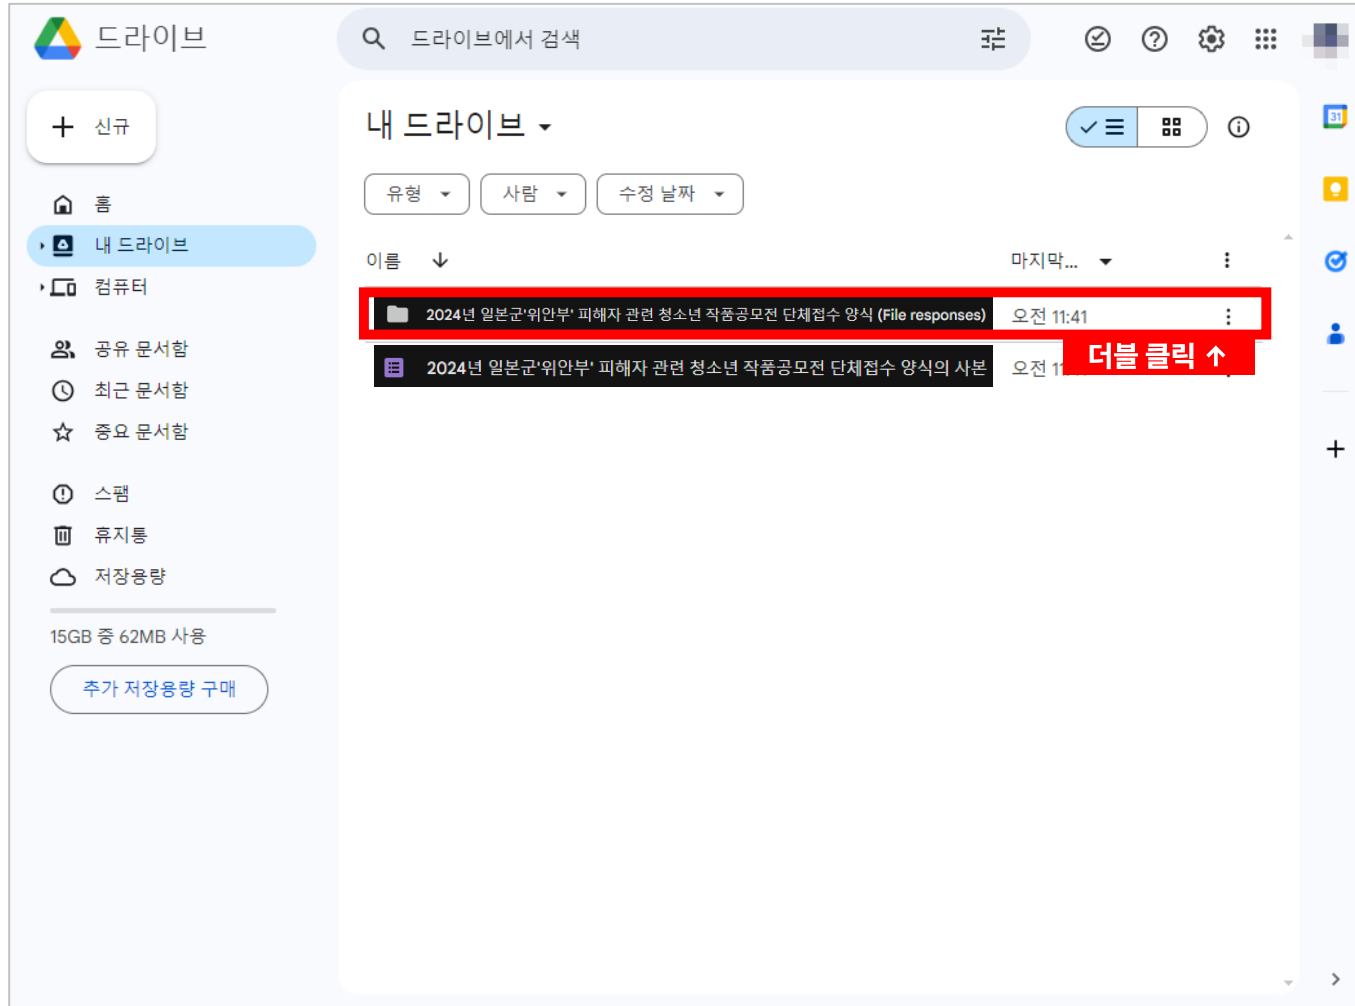 드라이브
드라이브에서 검색
신규
내 드라이브
유형
사람
수정 날짜
홈
내 드라이브
컴퓨터
공유 문서함
최근 문서함
중요 문서함
스팸
휴지통
저장용량
15GB 중 62MB 사용
추가 저장용량 구매
이름
마지막...
2024년 일본군'위안부' 피해자 관련 청소년 작품공모전 단체접수 양식 (File responses)
오전 11:41
더블 클릭 ↑
2024년 일본군'위안부' 피해자 관련 청소년 작품공모전 단체접수 양식의 사본
오전
31